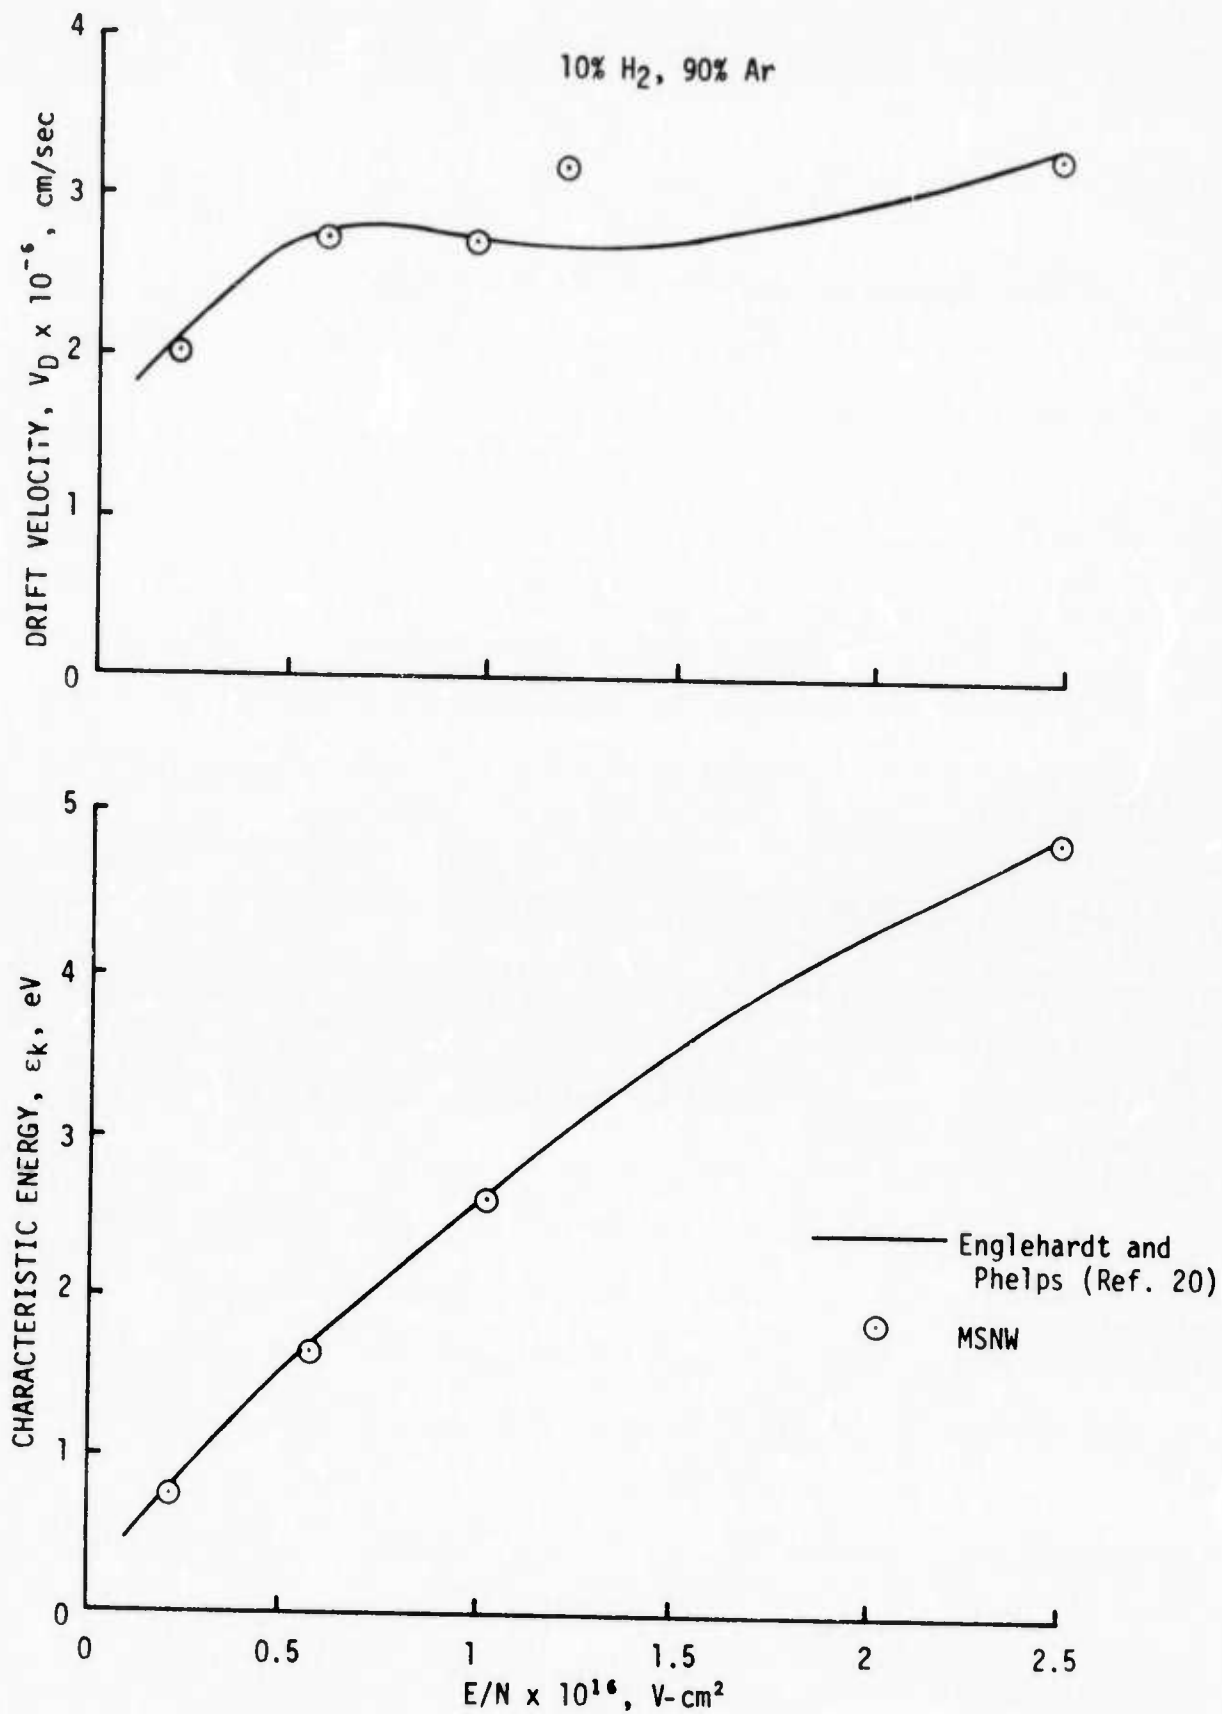 10% H2, 90% Ar
DRIFT VELOCITY, VD x 10-6, cm/sec
4
3
2
1
0
CHARACTERISTIC ENERGY, εk, eV
5
4
3
2
1
0
Englehardt and
Phelps (Ref. 20)
MSNW
0 0.5 1 1.5 2 2.5
E/N x 1016, V-cm2